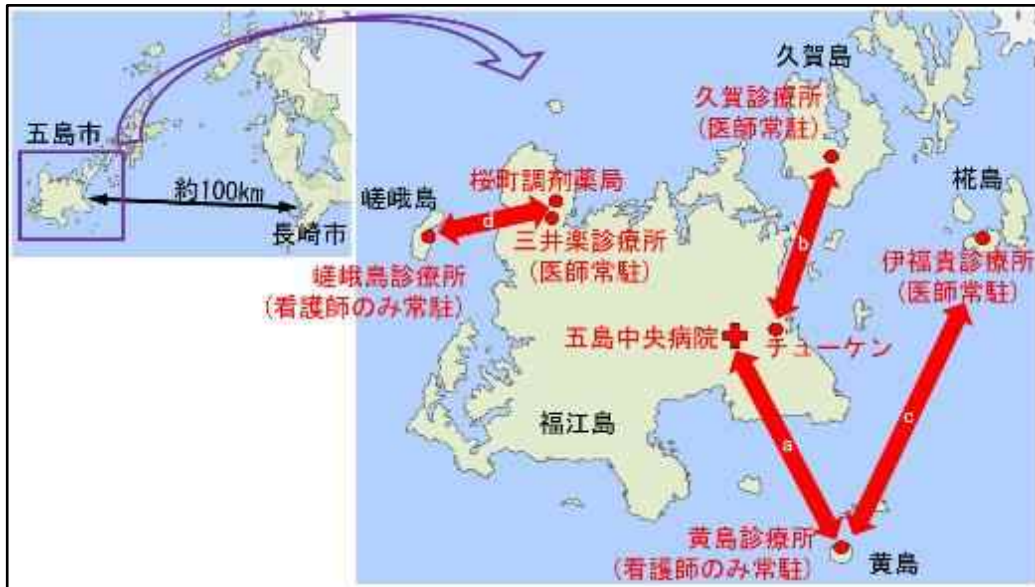 五島市
約100km
長崎市
久賀島
久賀診療所
(医師常駐)
椛島
桜町調剤薬局
嵯峨島
d
三井楽診療所
(医師常駐)
b
伊福貴診療所
(医師常駐)
嵯峨島診療所
(看護師のみ常駐)
五島中央病院
チューケン
福江島
a
c
黄島診療所
(看護師のみ常駐)
黄島